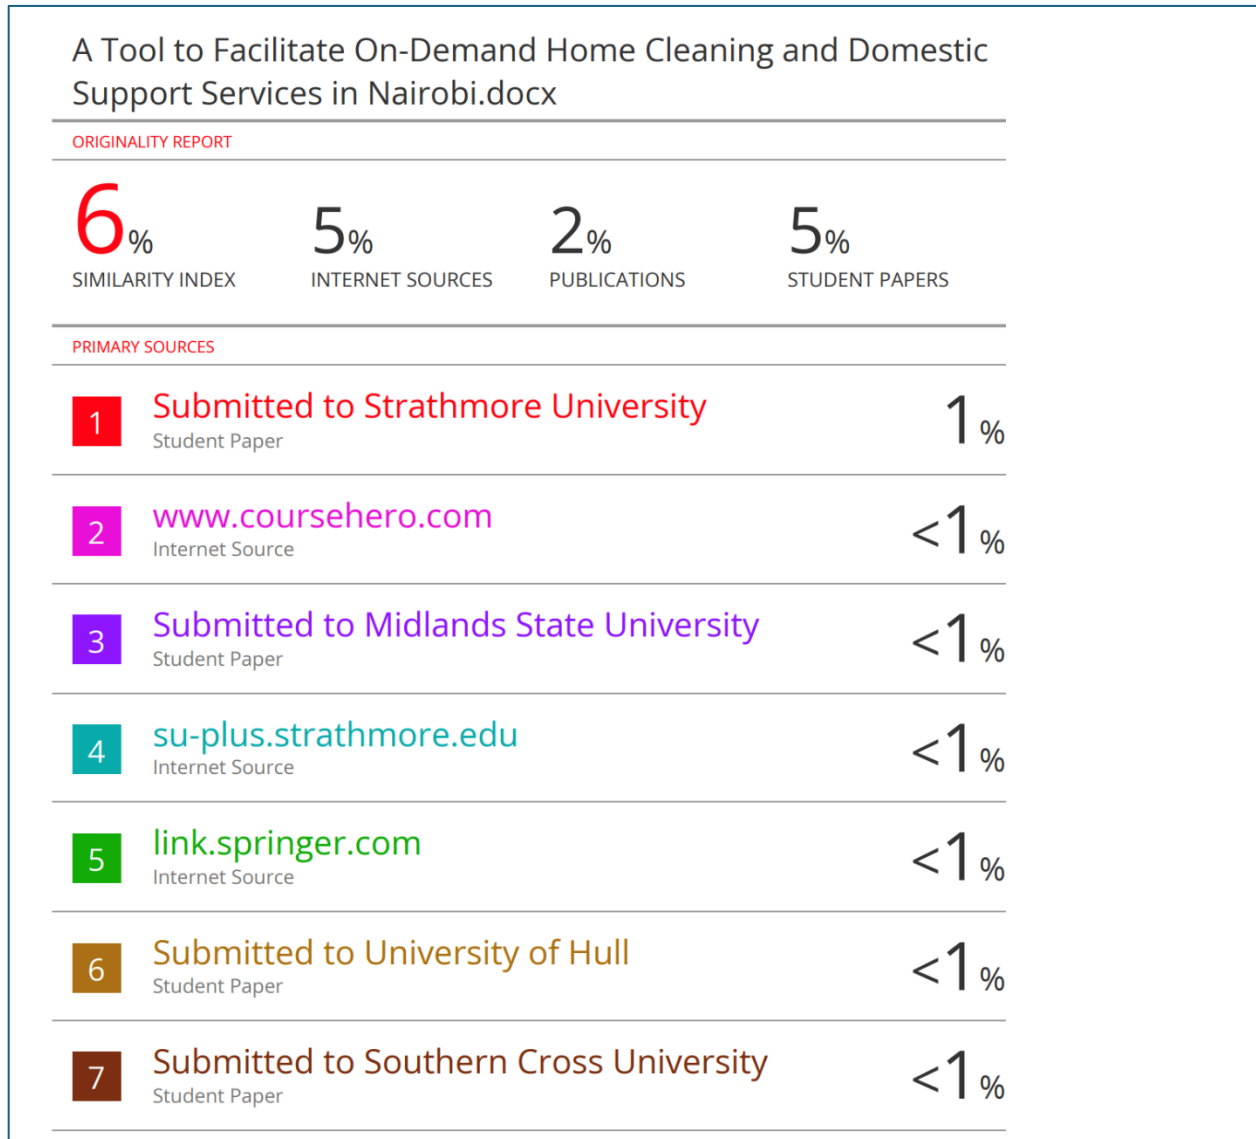 A Tool to Facilitate On-Demand Home Cleaning and Domestic
Support Services in Nairobi.docx
ORIGINALITY REPORT
6% 5% 2% 5%
SIMILARITY INDEX INTERNET SOURCES PUBLICATIONS STUDENT PAPERS
PRIMARY SOURCES
1 Submitted to Strathmore University 1%
Student Paper
2 www.coursehero.com <1%
Internet Source
3 Submitted to Midlands State University <1%
Student Paper
4 su-plus.strathmore.edu <1%
Internet Source
5 link.springer.com <1%
Internet Source
6 Submitted to University of Hull <1%
Student Paper
7 Submitted to Southern Cross University <1%
Student Paper